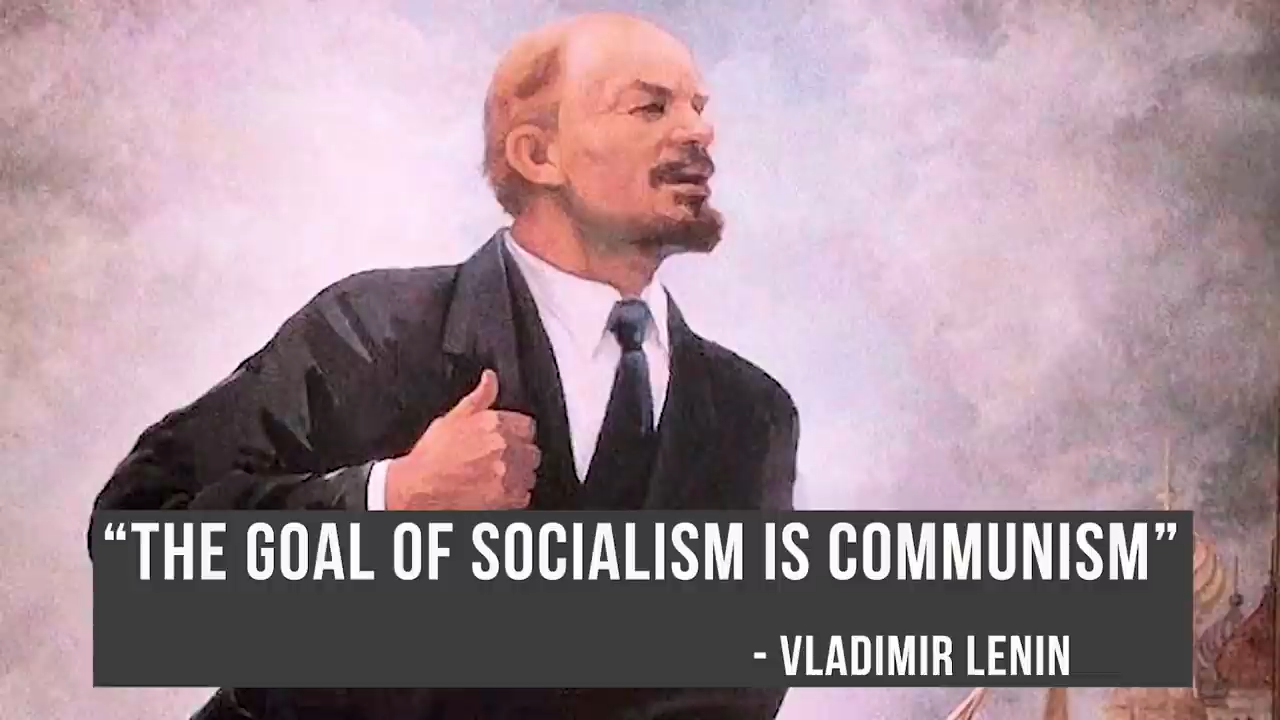 “THE GOAL OF SOCIALISM IS COMMUNISM”
- VLADIMIR LENIN